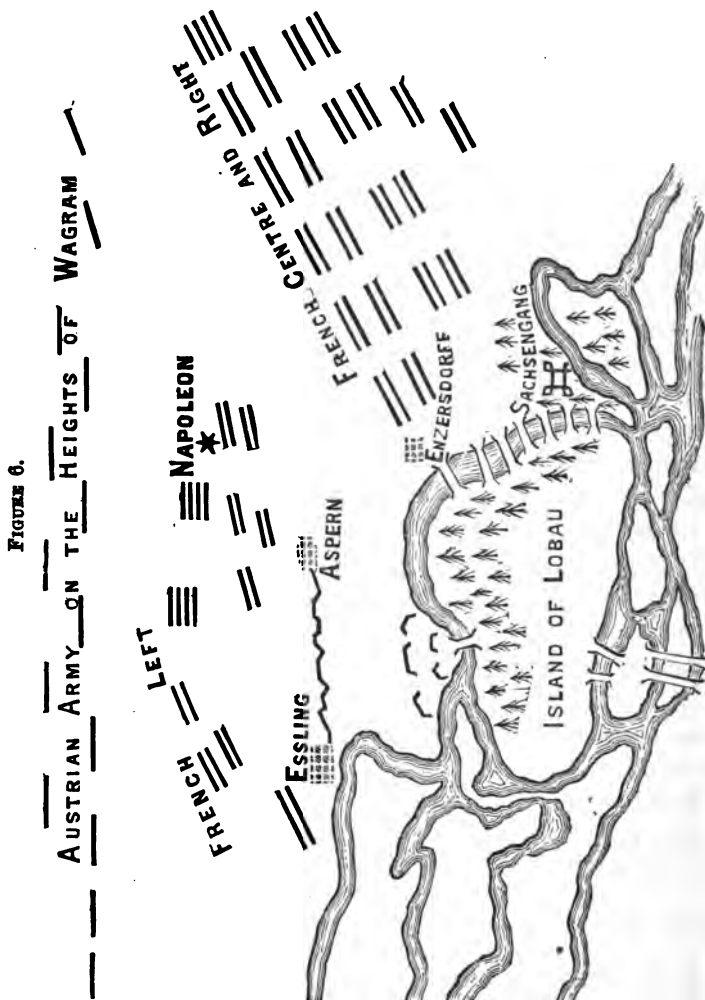 FIGURE 6.
AUSTRIAN ARMY ON THE HEIGHTS OF WAGRAM
FRENCH LEFT
NAPOLEON
FRENCH CENTRE AND RIGHT
ESSLING
ASPERN
ENZERSDORFF
SACHSENGANG
ISLAND OF LOBAU